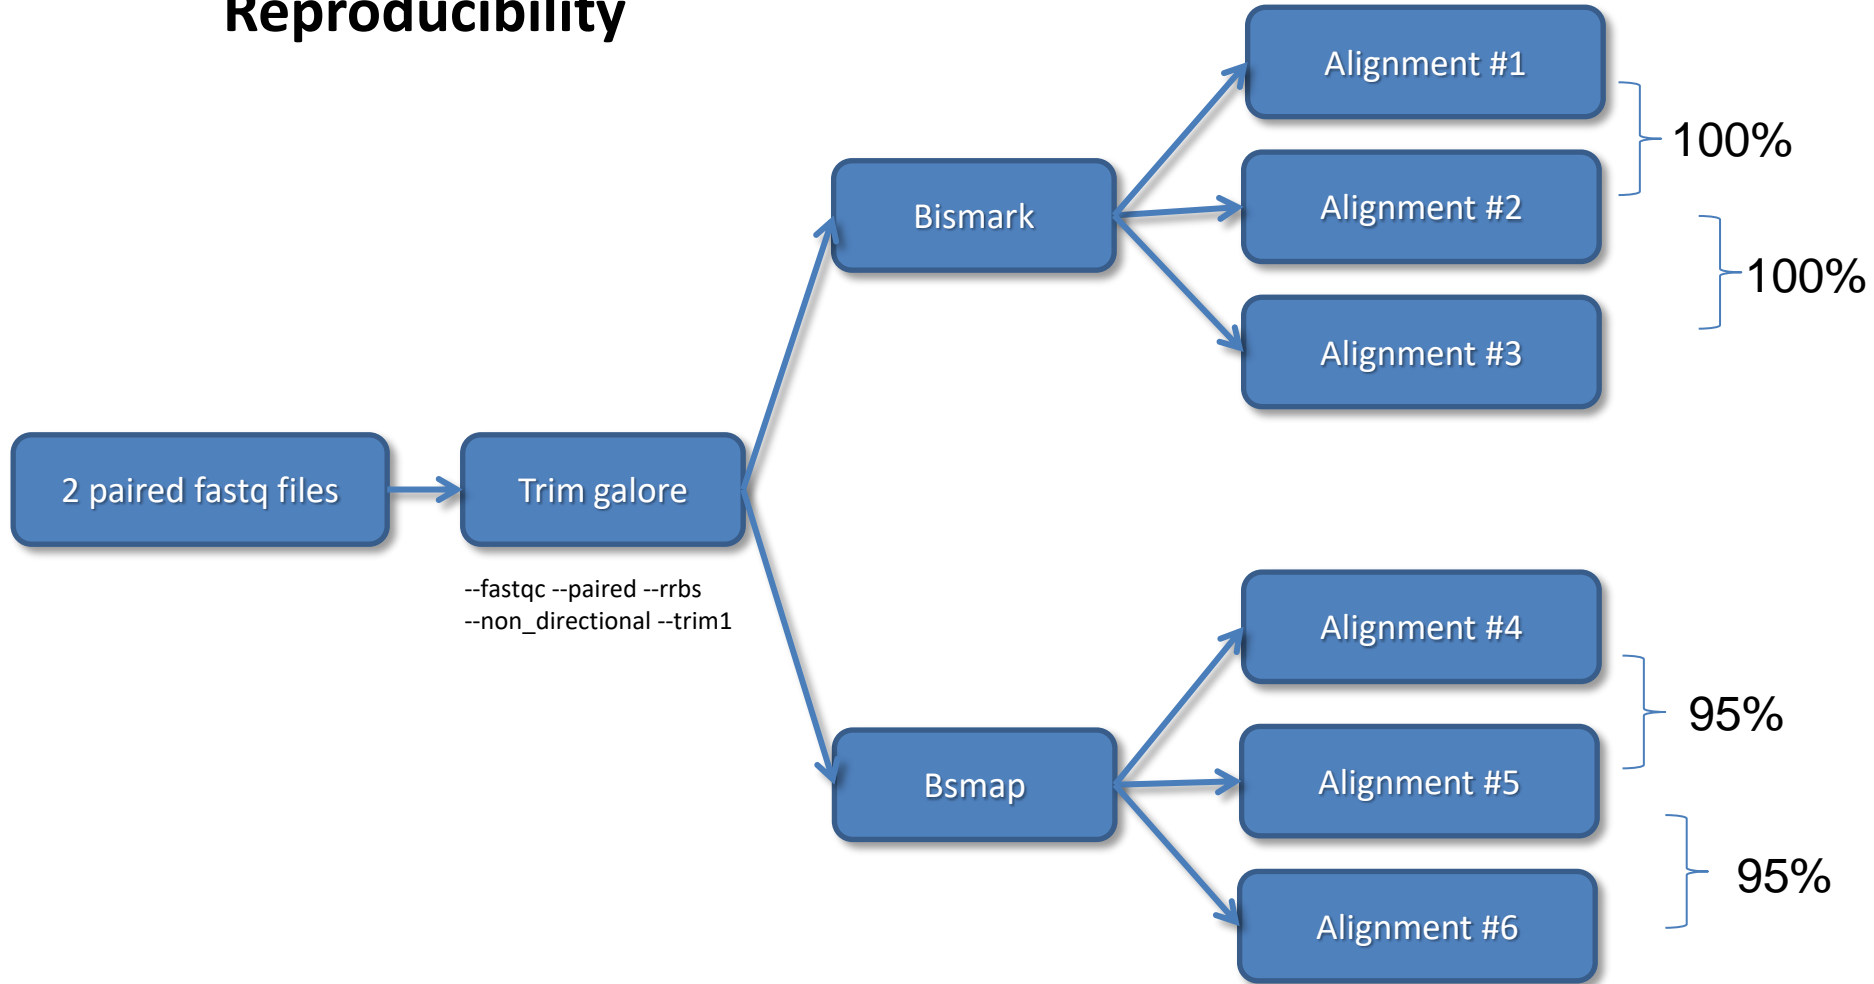 Reproducibility
Alignment #1
100%
Alignment #2
Bismark
100%
Alignment #3
2 paired fastq files
Trim galore
--fastqc --paired --rrbs
--non_directional --trim1
Alignment #4
95%
Alignment #5
Bsmap
95%
Alignment #6